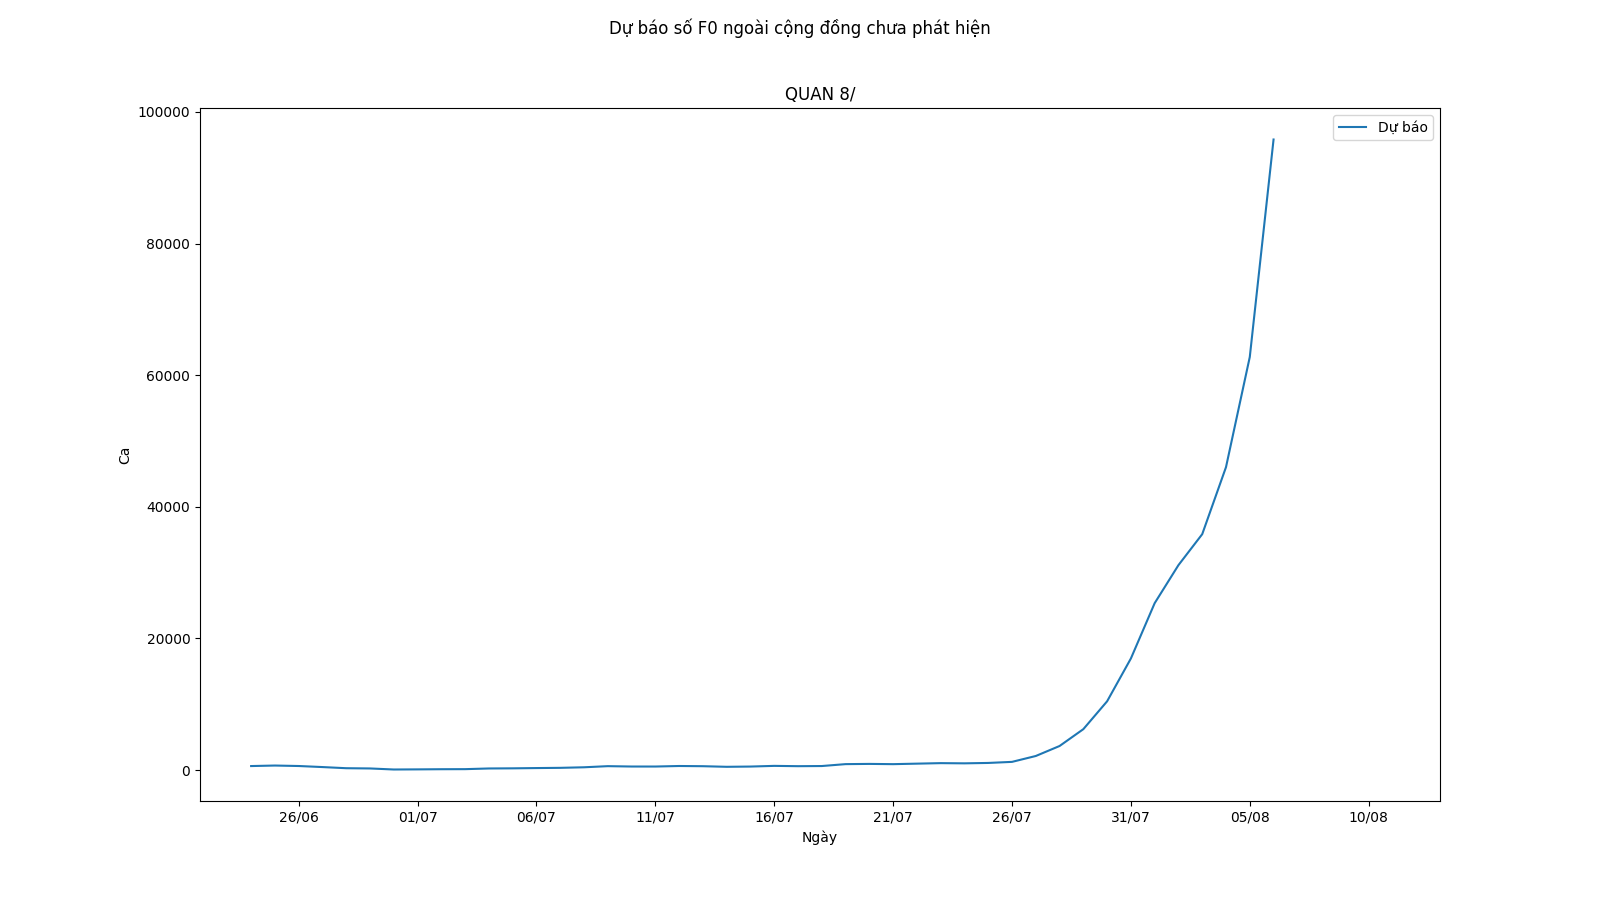 Dự báo số F0 ngoài cộng đồng chưa phát hiện
QUAN 8/
100000
80000
60000
40000
20000
0
Ca
Dự báo
26/06 01/07 06/07 11/07 16/07 21/07 26/07 31/07 05/08 10/08
Ngày